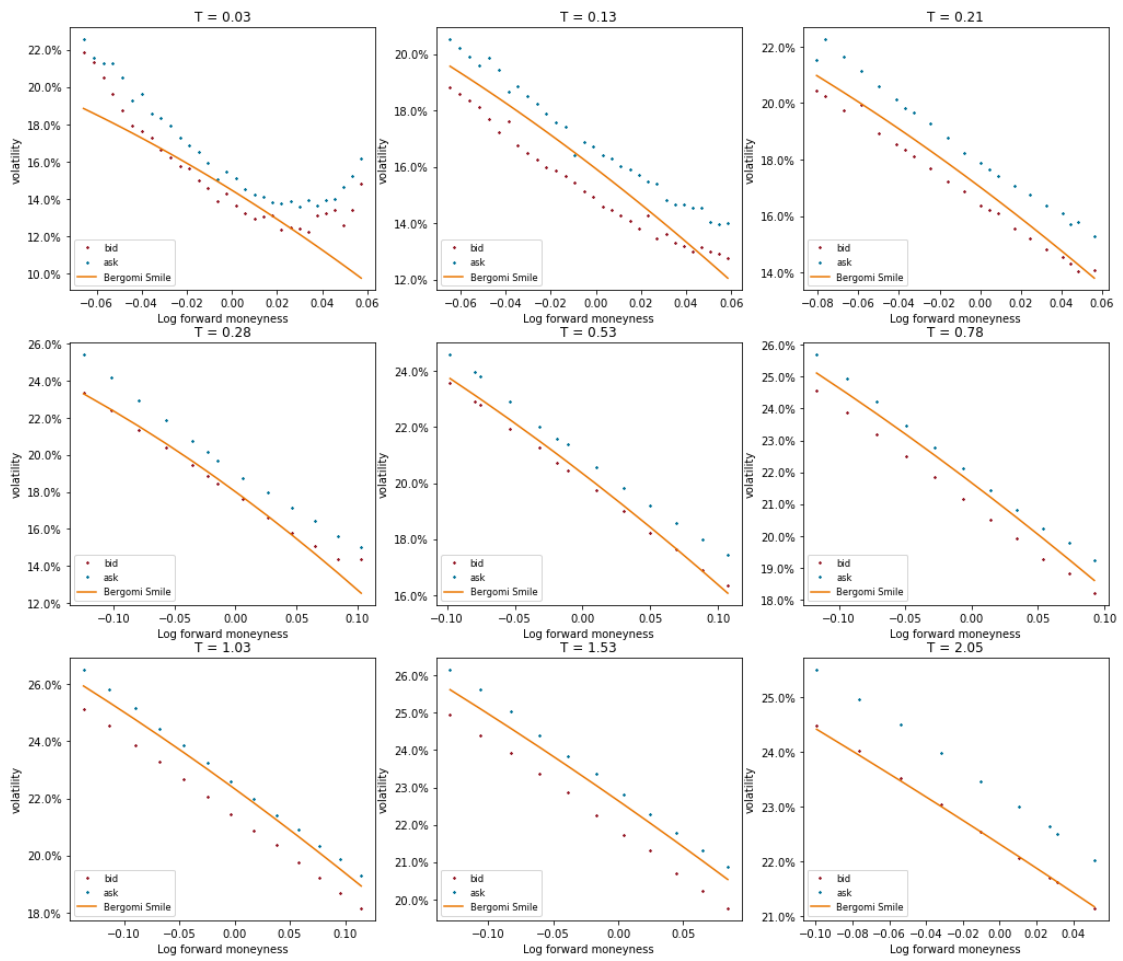 T = 0.03
22.0%
20.0%
18.0%
16.0%
14.0%
12.0%
10.0%
volatility
bid
ask
Bergomi Smile
−0.06 −0.04 −0.02 0.00 0.02 0.04 0.06
Log forward moneyness
T = 0.13
20.0%
18.0%
16.0%
14.0%
12.0%
volatility
bid
ask
Bergomi Smile
−0.06 −0.04 −0.02 0.00 0.02 0.04 0.06
Log forward moneyness
T = 0.21
22.0%
20.0%
18.0%
16.0%
14.0%
volatility
bid
ask
Bergomi Smile
−0.08 −0.06 −0.04 −0.02 0.00 0.02 0.04 0.06
Log forward moneyness
T = 0.28
26.0%
24.0%
22.0%
20.0%
18.0%
16.0%
14.0%
12.0%
volatility
bid
ask
Bergomi Smile
−0.10 −0.05 0.00 0.05 0.10
Log forward moneyness
T = 0.53
24.0%
22.0%
20.0%
18.0%
16.0%
volatility
bid
ask
Bergomi Smile
−0.10 −0.05 0.00 0.05 0.10
Log forward moneyness
T = 0.78
26.0%
25.0%
24.0%
23.0%
22.0%
21.0%
20.0%
19.0%
18.0%
volatility
bid
ask
Bergomi Smile
−0.10 −0.05 0.00 0.05 0.10
Log forward moneyness
T = 1.03
26.0%
24.0%
22.0%
20.0%
18.0%
volatility
bid
ask
Bergomi Smile
−0.10 −0.05 0.00 0.05 0.10
Log forward moneyness
T = 1.53
26.0%
25.0%
24.0%
23.0%
22.0%
21.0%
20.0%
volatility
bid
ask
Bergomi Smile
−0.10 −0.05 0.00 0.05
Log forward moneyness
T = 2.05
25.0%
24.0%
23.0%
22.0%
21.0%
volatility
bid
ask
Bergomi Smile
−0.10 −0.08 −0.06 −0.04 −0.02 0.00 0.02 0.04
Log forward moneyness